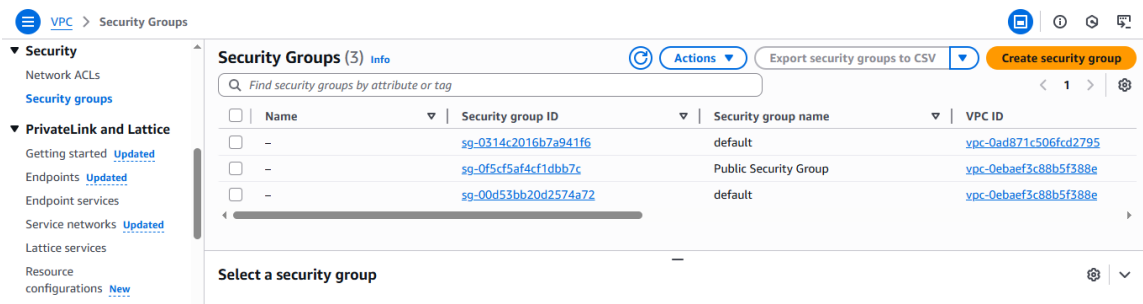 VPC > Security Groups
Security
Network ACLs
Security groups
PrivateLink and Lattice
Getting started Updated
Endpoints Updated
Endpoint services
Service networks Updated
Lattice services
Resource
configurations New
Security Groups (3) Info
Actions
Export security groups to CSV
Create security group
Find security groups by attribute or tag
1
Name Security group ID Security group name VPC ID
– sg-0314c2016b7a941f6 default vpc-0ad871c506fcd2795
– sg-0f5cf5af4cf1dbb7c Public Security Group vpc-0ebaef3c88b5f388e
– sg-00d53bb20d2574a72 default vpc-0ebaef3c88b5f388e
Select a security group